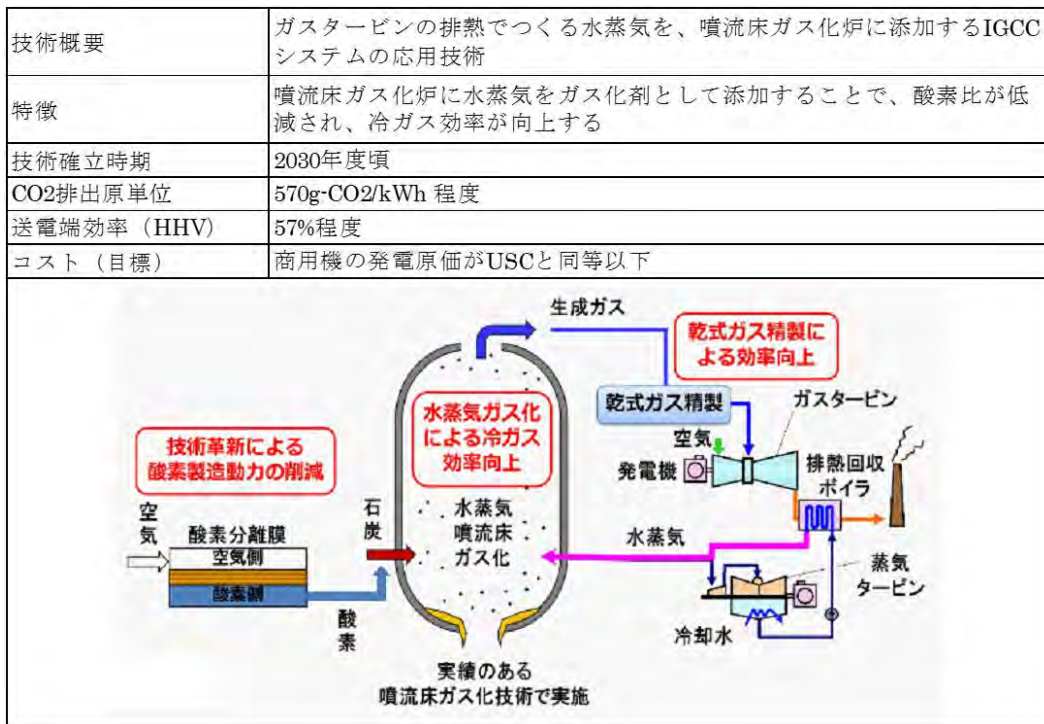 技術概要
ガスタービンの排熱でつくる水蒸気を、噴流床ガス化炉に添加するIGCC
システムの応用技術
特徴
噴流床ガス化炉に水蒸気をガス化剤として添加することで、酸素比が低
減され、冷ガス効率が向上する
技術確立時期
2030年度頃
CO2排出原単位
570g-CO2/kWh 程度
送電端効率（HHV）
57%程度
コスト（目標）
商用機の発電原価がUSCと同等以下
生成ガス
乾式ガス精製に
よる効率向上
乾式ガス精製
ガスタービン
空気
発電機
排熱回収
ボイラ
水蒸気ガス化
による冷ガス
効率向上
技術革新による
酸素製造動力の削減
空気
酸素分離膜
空気側
酸素側
酸素
石炭
水蒸気
噴流床
ガス化
水蒸気
蒸気
タービン
冷却水
実績のある
噴流床ガス化技術で実施